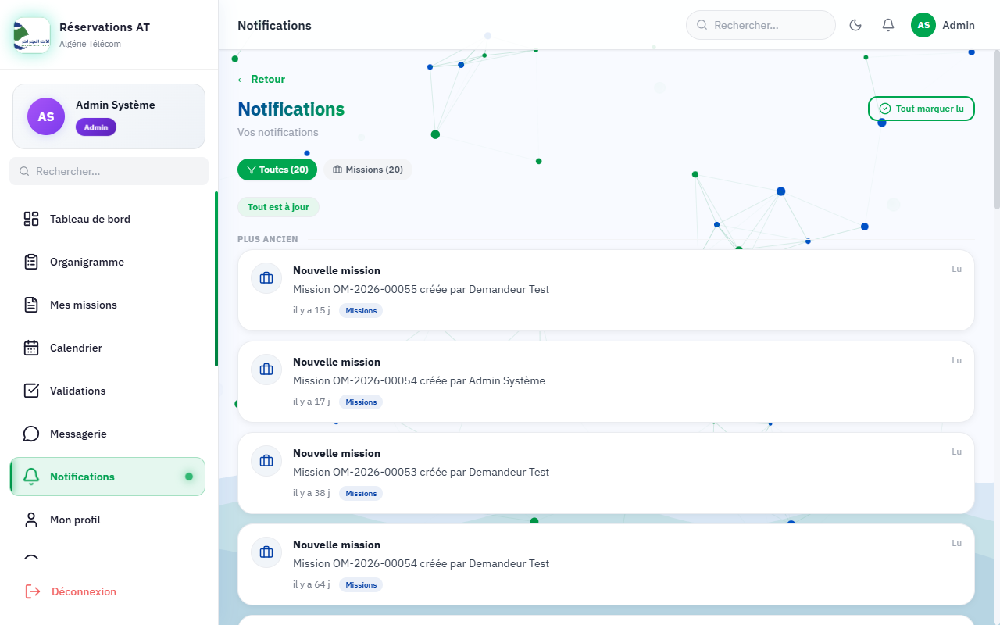 Réservations AT
Algérie Télécom
Admin Système
AS
Admin
Rechercher...
Tableau de bord
Organigramme
Mes missions
Calendrier
Validations
Messagerie
Notifications
Mon profil
Déconnexion
Notifications
Rechercher...
AS
Admin
← Retour
Notifications
Vos notifications
Tout marquer lu
Toutes (20)
Missions (20)
Tout est à jour
PLUS ANCIEN
Nouvelle mission
Lu
Mission OM-2026-00055 créée par Demandeur Test
il y a 15 j
Missions
Nouvelle mission
Lu
Mission OM-2026-00054 créée par Admin Système
il y a 17 j
Missions
Nouvelle mission
Lu
Mission OM-2026-00053 créée par Demandeur Test
il y a 38 j
Missions
Nouvelle mission
Lu
Mission OM-2026-00054 créée par Demandeur Test
il y a 64 j
Missions